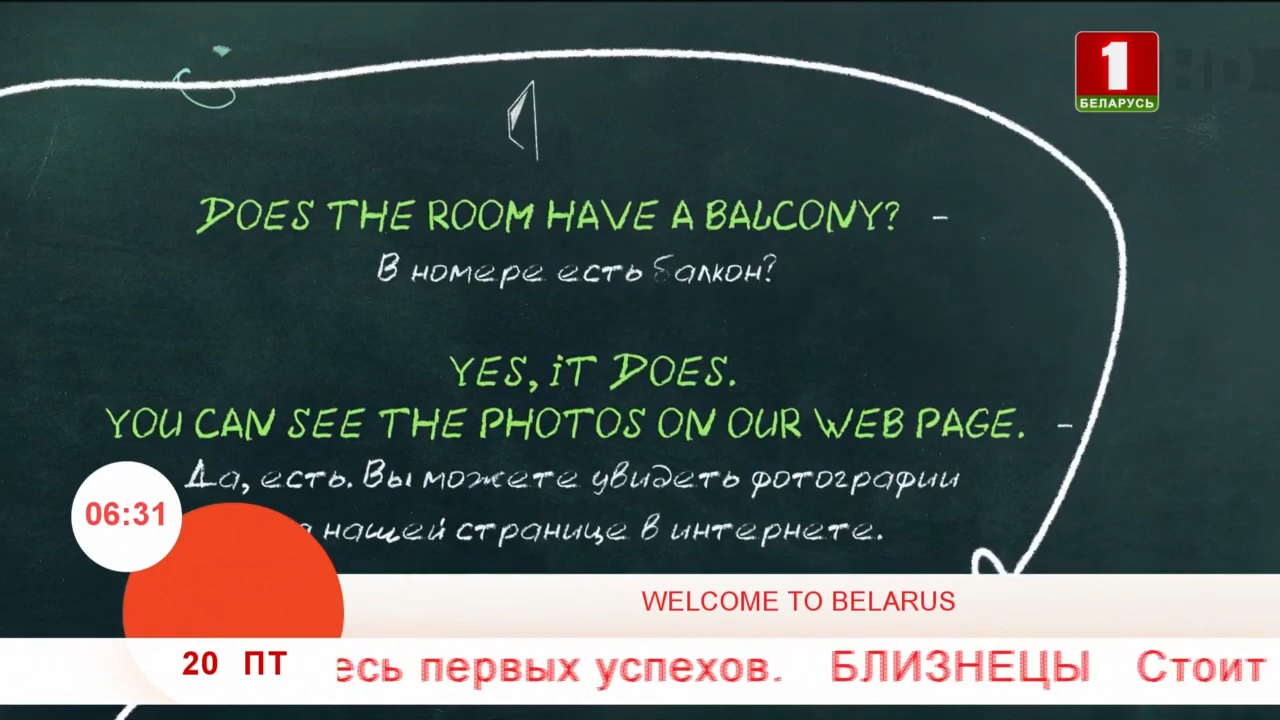 1
БЕЛАРУСЬ
DOES THE ROOM HAVE A BALCONY? –
В номере есть балкон?
YES, iT DOES.
YOU CAN SEE THE PHOTOS ON OUR WEB PAGE. –
Да, есть. Вы можете увидеть фотографии
нашей странице в интернете.
06:31
WELCOME TO BELARUS
20 ПТ
есь первых успехов. БЛИЗНЕЦЫ Стоит